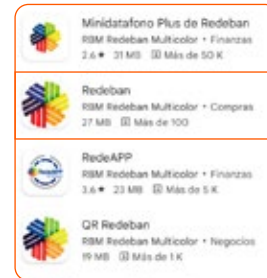 Minidatafono Plus de Redeban
RBM Redeban Multicolor • Finanzas
2.6★ 31 MB Más de 50 K
Redeban
RBM Redeban Multicolor • Compras
27 MB Más de 100
RedeAPP
RBM Redeban Multicolor • Finanzas
3.6★ 23 MB Más de 5 K
QR Redeban
RBM Redeban Multicolor • Negocios
19 MB Más de 1 K